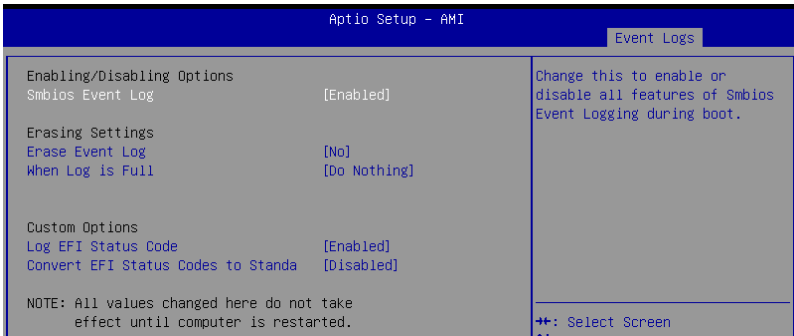 Aptio Setup - AMI
Event Logs
Enabling/Disabling Options
Smbios Event Log [Enabled]
Erasing Settings
Erase Event Log [No]
When Log is Full [Do Nothing]
Custom Options
Log EFI Status Code [Enabled]
Convert EFI Status Codes to Standa [Disabled]
NOTE: All values changed here do not take
effect until computer is restarted.
Change this to enable or
disable all features of Smbios
Event Logging during boot.
→←: Select Screen